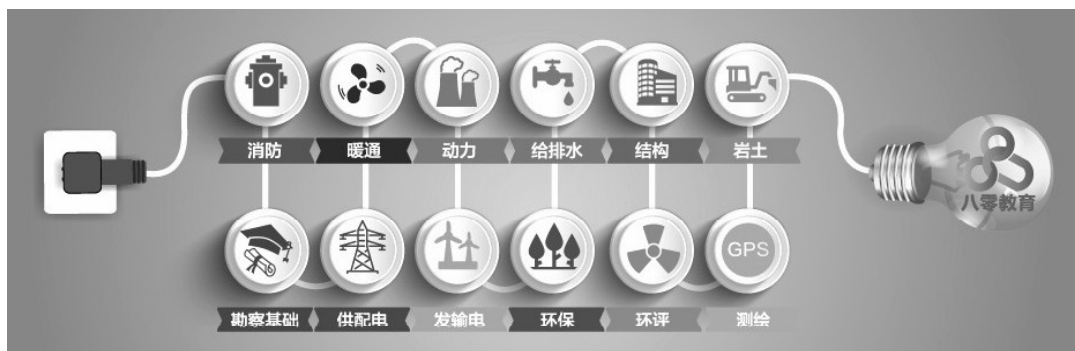 消防 暖通 动力 给排水 结构 岩土
八零教育
GPS
勘察基础 供配电 发输电 环保 环评 测绘